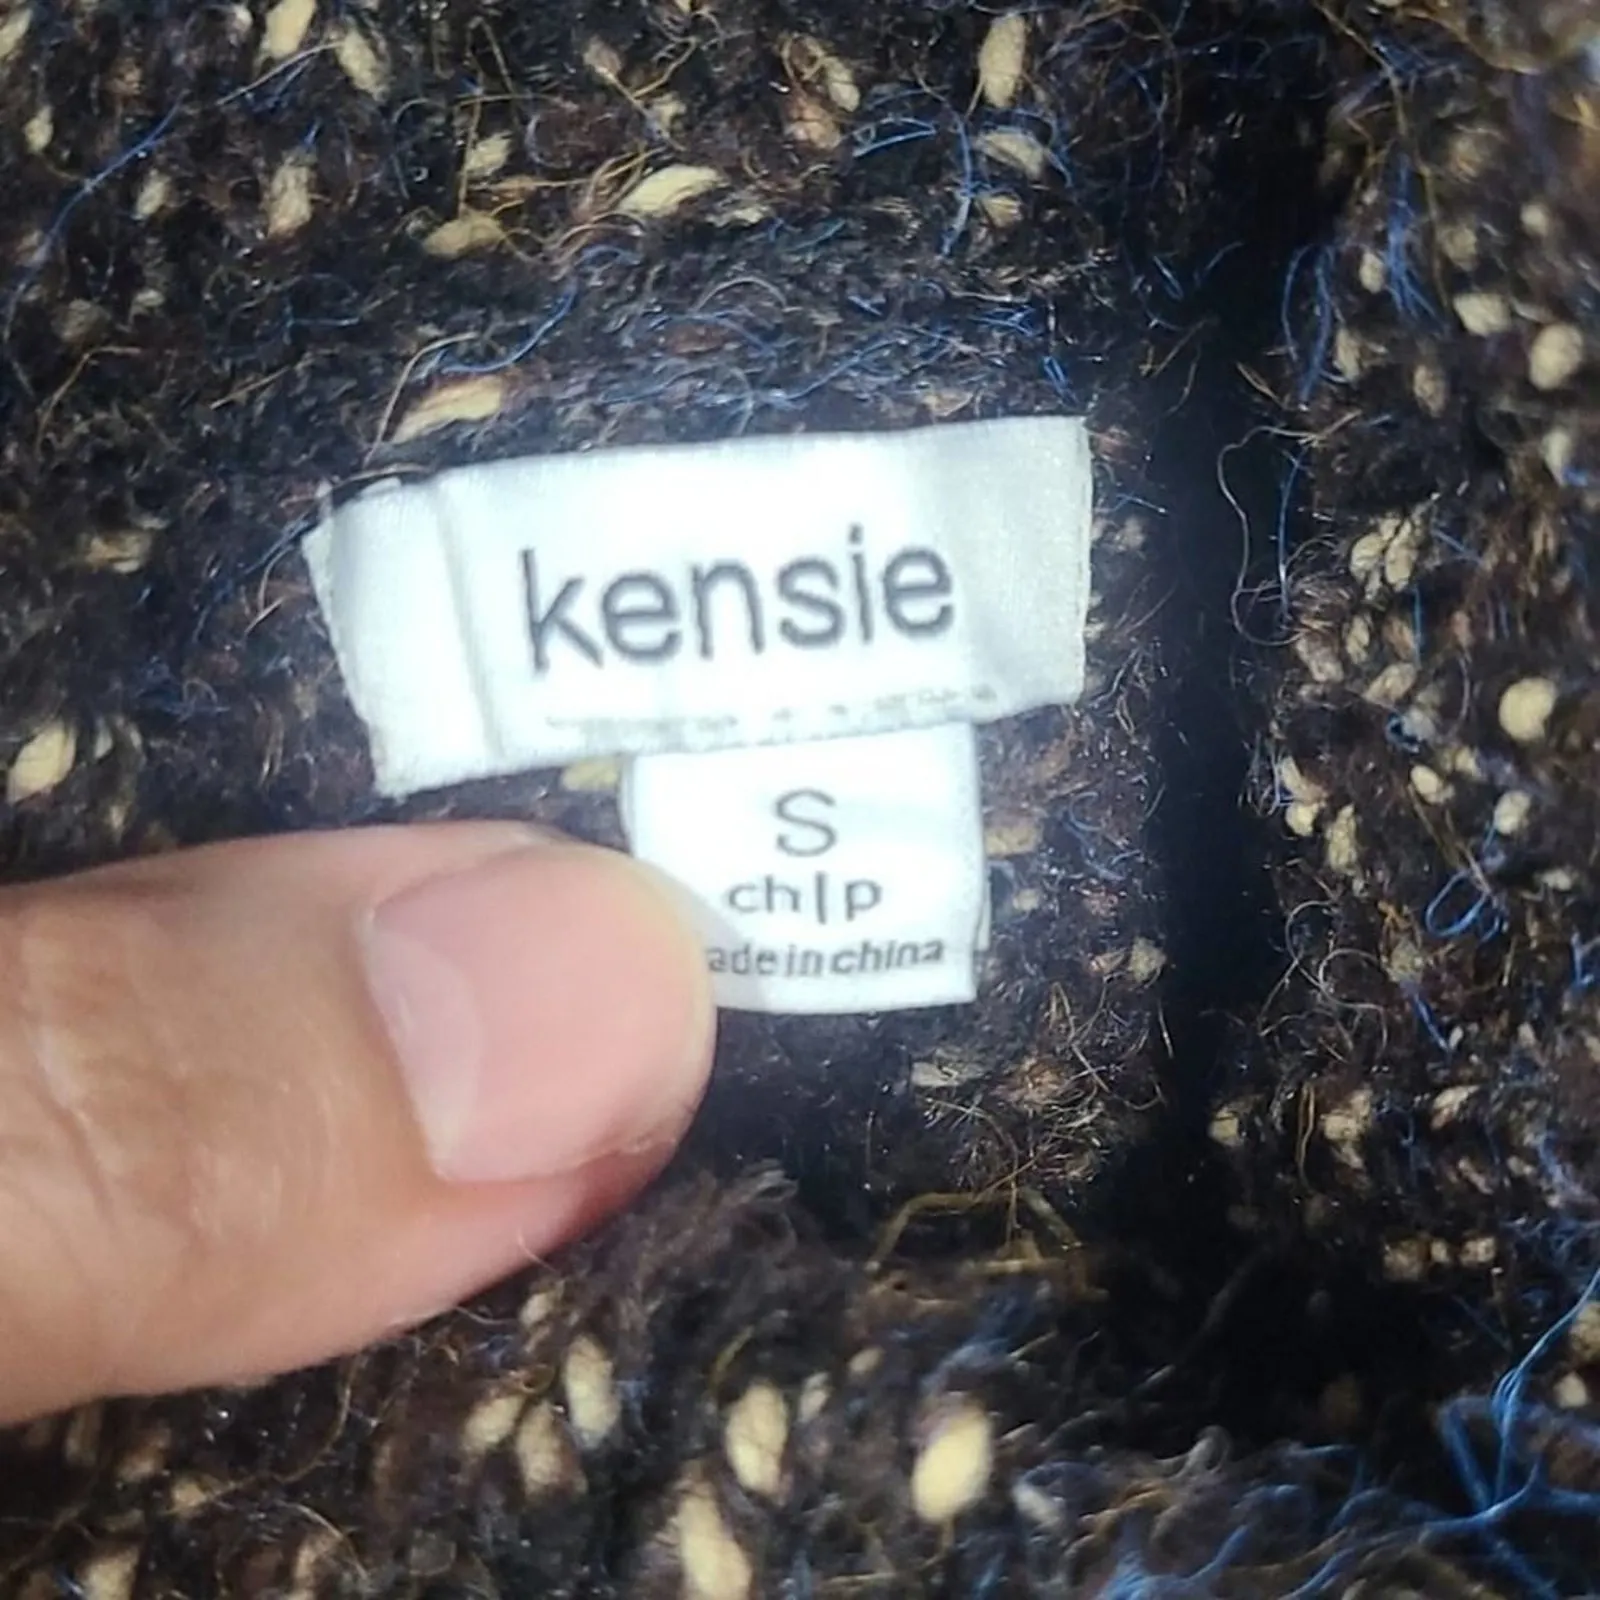 kensie
S
ch|p
ade in china